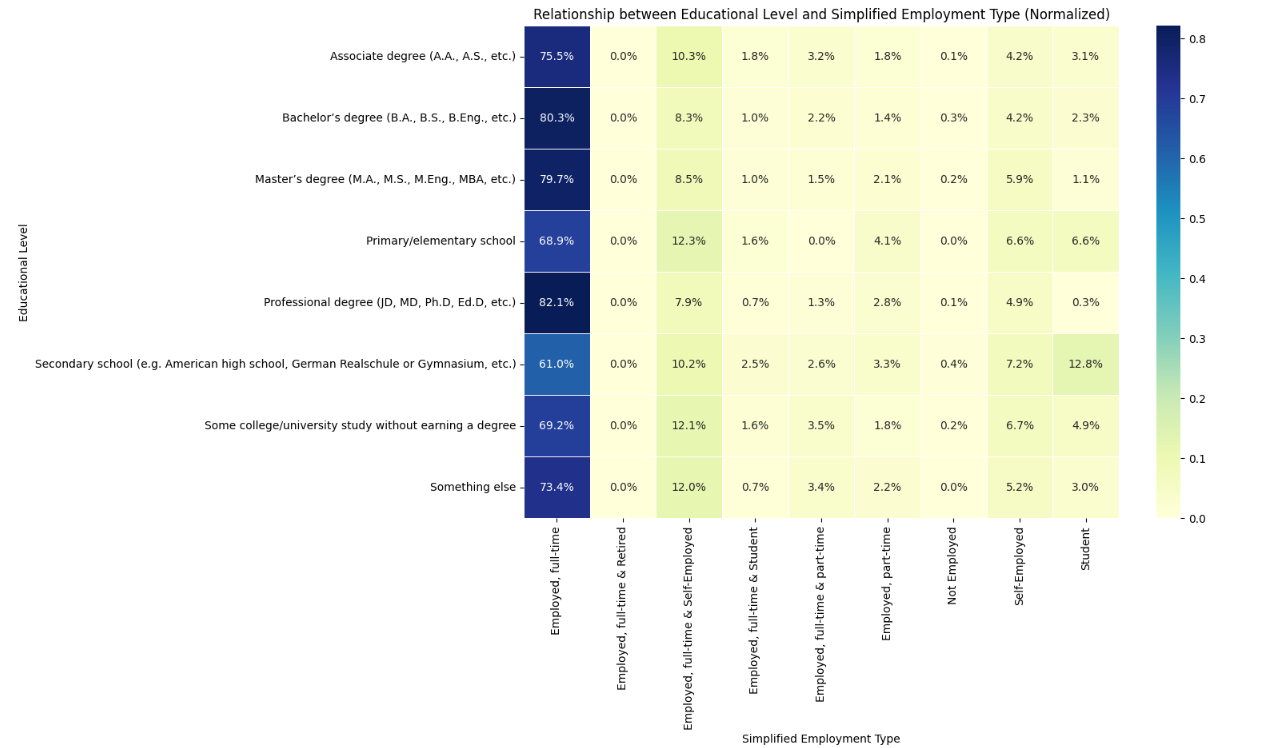 Relationship between Educational Level and Simplified Employment Type (Normalized)
Educational Level
Associate degree (A.A., A.S., etc.) 75.5% 0.0% 10.3% 1.8% 3.2% 1.8% 0.1% 4.2% 3.1%
Bachelor’s degree (B.A., B.S., B.Eng., etc.) 80.3% 0.0% 8.3% 1.0% 2.2% 1.4% 0.3% 4.2% 2.3%
Master’s degree (M.A., M.S., M.Eng., MBA, etc.) 79.7% 0.0% 8.5% 1.0% 1.5% 2.1% 0.2% 5.9% 1.1%
Primary/elementary school 68.9% 0.0% 12.3% 1.6% 0.0% 4.1% 0.0% 6.6% 6.6%
Professional degree (JD, MD, Ph.D, Ed.D, etc.) 82.1% 0.0% 7.9% 0.7% 1.3% 2.8% 0.1% 4.9% 0.3%
Secondary school (e.g. American high school, German Realschule or Gymnasium, etc.) 61.0% 0.0% 10.2% 2.5% 2.6% 3.3% 0.4% 7.2% 12.8%
Some college/university study without earning a degree 69.2% 0.0% 12.1% 1.6% 3.5% 1.8% 0.2% 6.7% 4.9%
Something else 73.4% 0.0% 12.0% 0.7% 3.4% 2.2% 0.0% 5.2% 3.0%
Employed, full-time
Employed, full-time & Retired
Employed, full-time & Self-Employed
Employed, full-time & Student
Employed, full-time & part-time
Employed, part-time
Not Employed
Self-Employed
Student
Simplified Employment Type
0.8
0.7
0.6
0.5
0.4
0.3
0.2
0.1
0.0